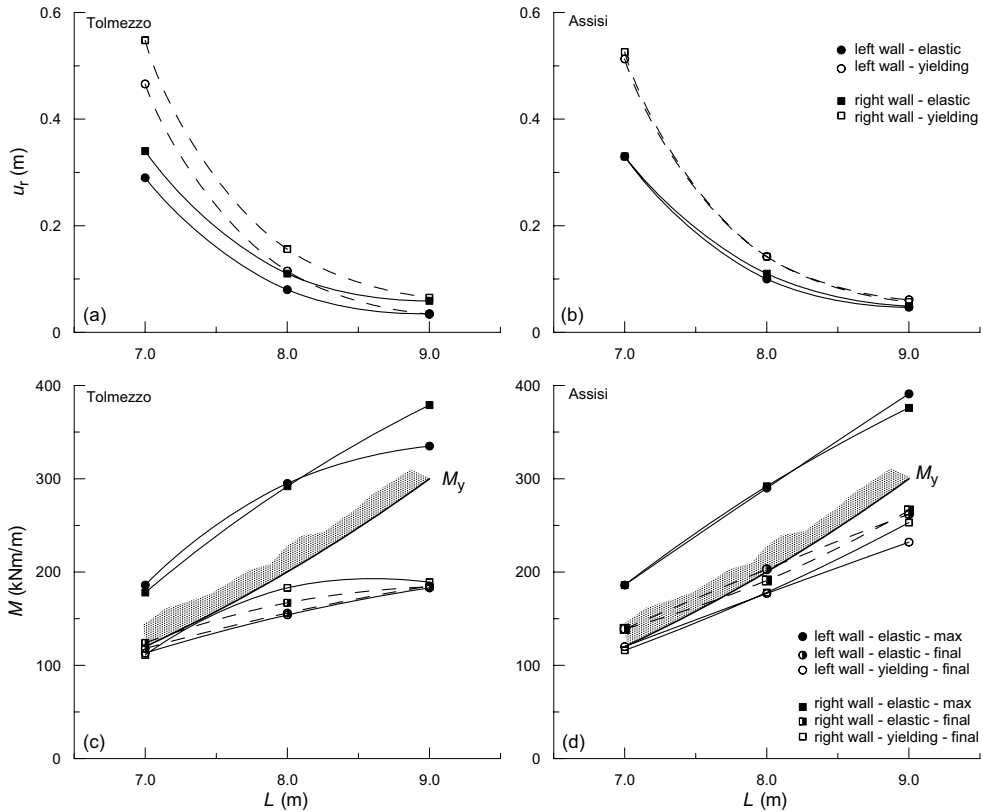 Tolmezzo
0.6
0.4
0.2
0
u_r (m)
(a)
7.0 8.0 9.0
Assisi
0.6
0.4
0.2
0
left wall - elastic
left wall - yielding
right wall - elastic
right wall - yielding
(b)
7.0 8.0 9.0
Tolmezzo
400
300
200
100
0
M (kNm/m)
M_y
(c)
7.0 8.0 9.0
L (m)
Assisi
400
300
200
100
0
M_y
left wall - elastic - max
left wall - elastic - final
left wall - yielding - final
right wall - elastic - max
right wall - elastic - final
right wall - yielding - final
(d)
7.0 8.0 9.0
L (m)